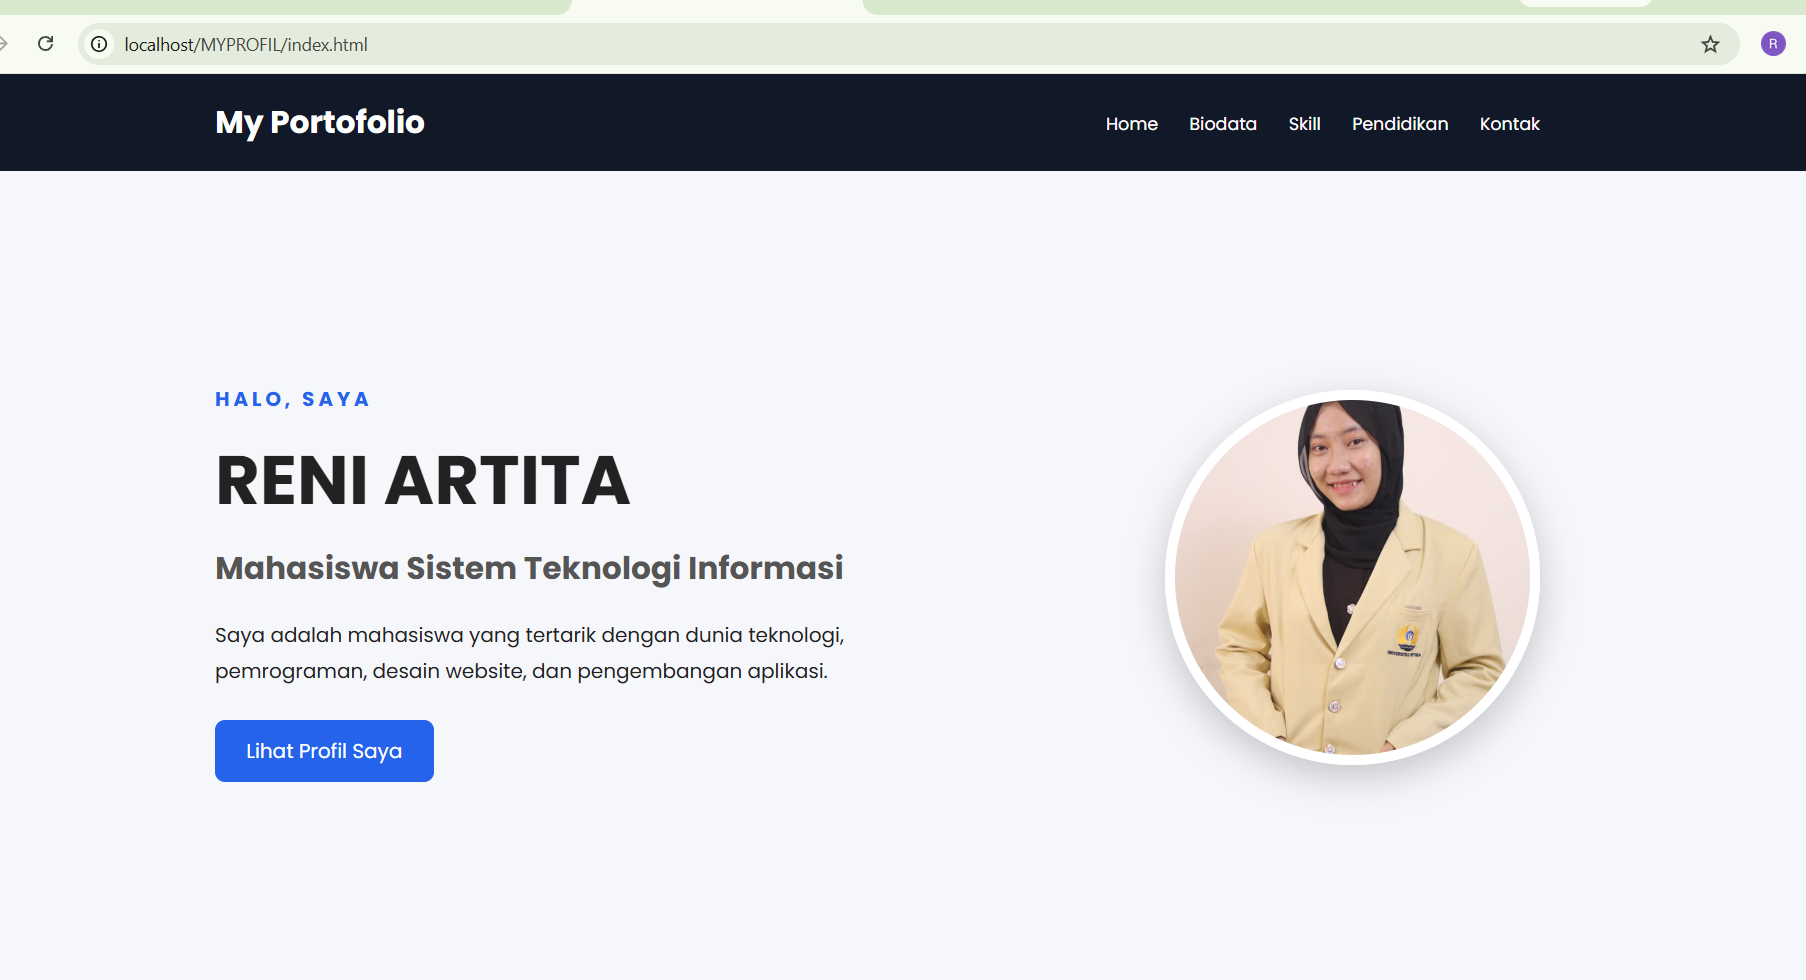 localhost/MYPROFIL/index.html
R
My Portofolio
Home Biodata Skill Pendidikan Kontak
HALO, SAYA
RENI ARTITA
Mahasiswa Sistem Teknologi Informasi
Saya adalah mahasiswa yang tertarik dengan dunia teknologi,
pemrograman, desain website, dan pengembangan aplikasi.
Lihat Profil Saya